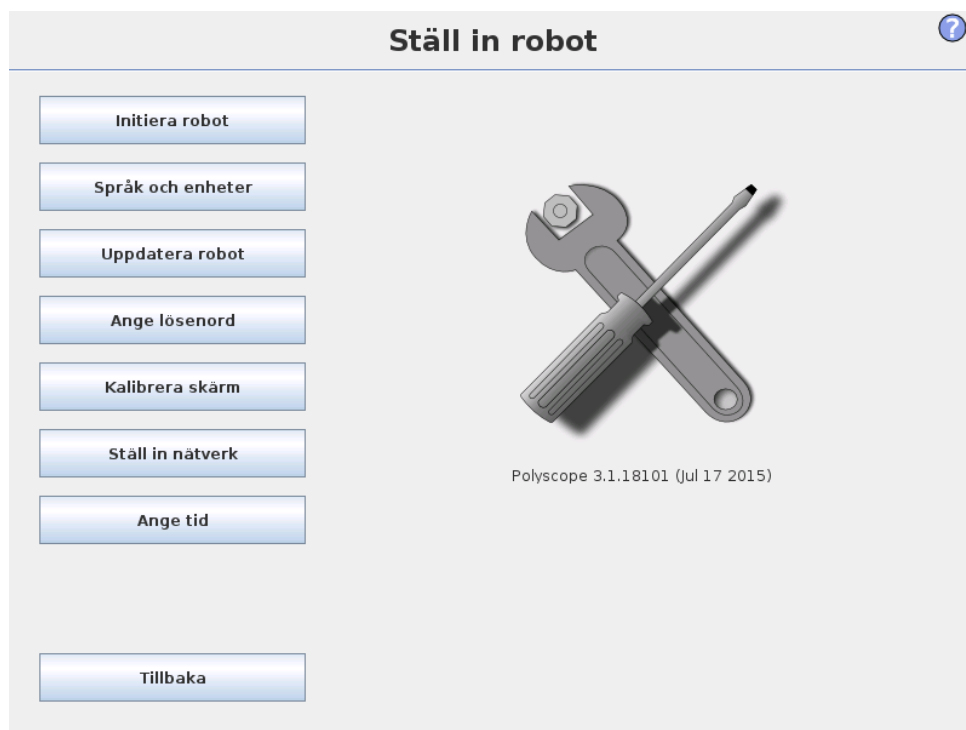 Ställ in robot
?
Initiera robot
Språk och enheter
Uppdatera robot
Ange lösenord
Kalibrera skärm
Ställ in nätverk
Ange tid
Polyscope 3.1.18101 (Jul 17 2015)
Tillbaka